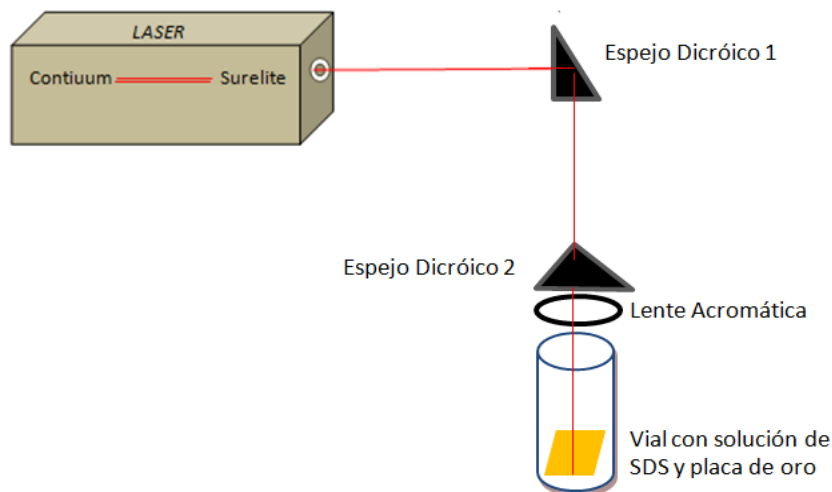 LASER
Contiuum
Surelite
Espejo Dicróico 1
Espejo Dicróico 2
Lente Acromática
Vial con solución de
SDS y placa de oro